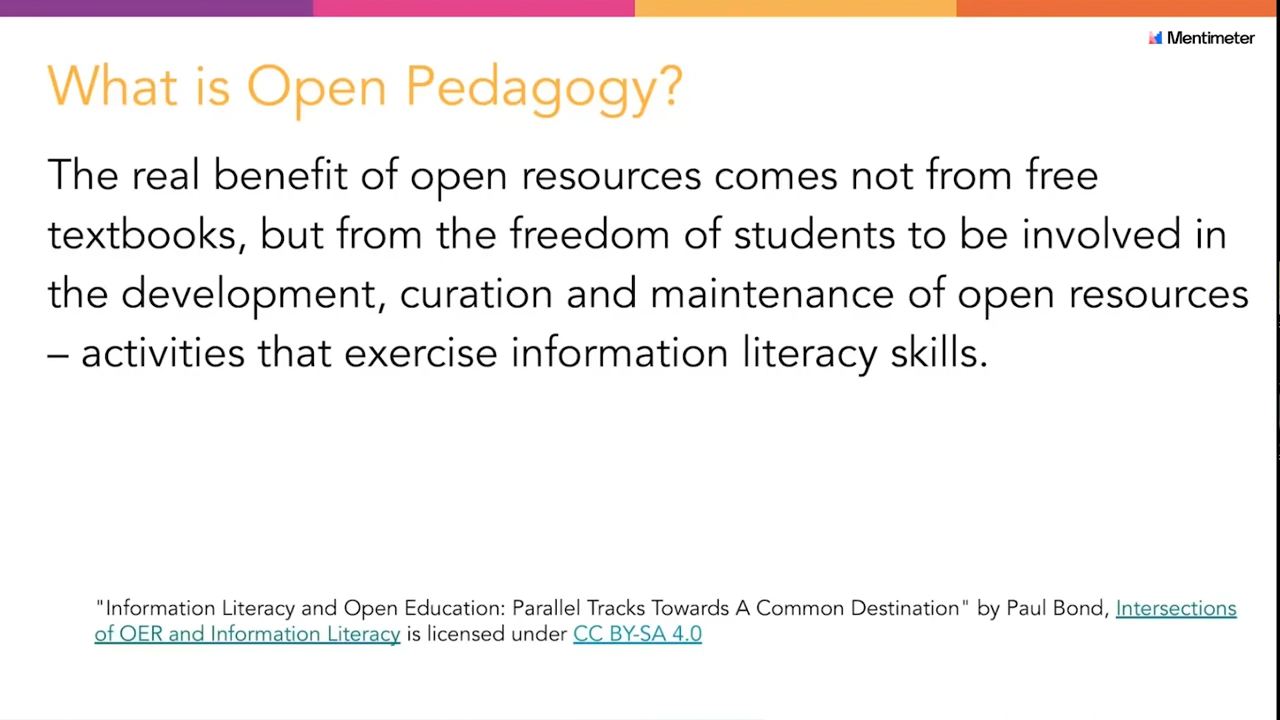 Mentimeter
What is Open Pedagogy?
The real benefit of open resources comes not from free
textbooks, but from the freedom of students to be involved in
the development, curation and maintenance of open resources
– activities that exercise information literacy skills.
"Information Literacy and Open Education: Parallel Tracks Towards A Common Destination" by Paul Bond, Intersections
of OER and Information Literacy is licensed under CC BY-SA 4.0